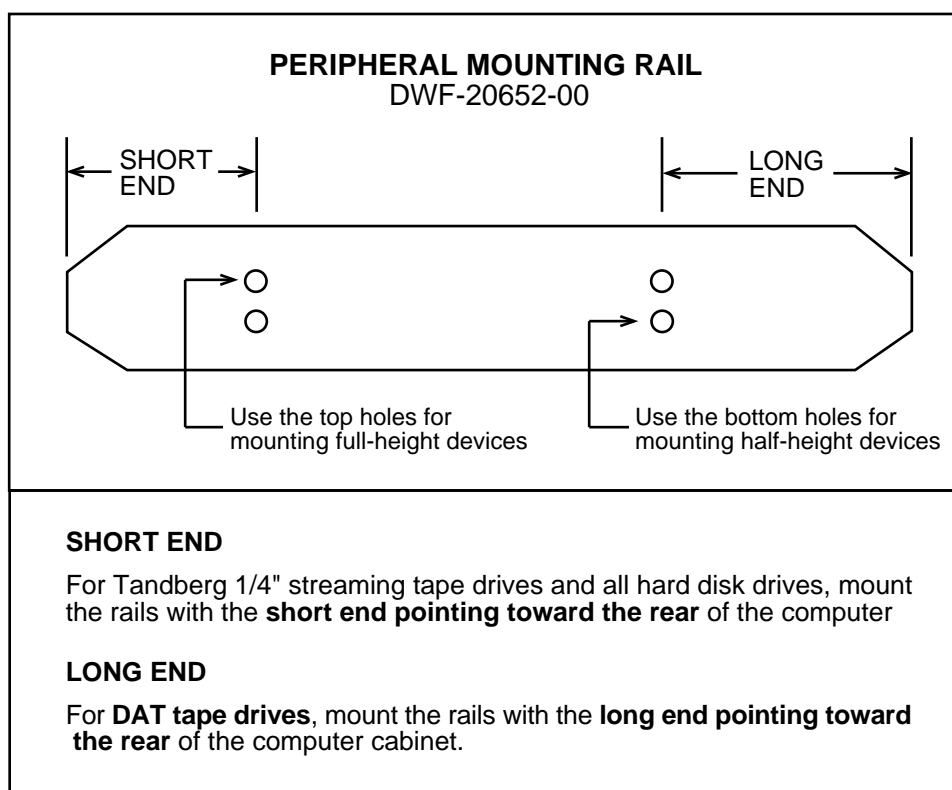 PERIPHERAL MOUNTING RAIL
DWF-20652-00
SHORT
END
LONG
END
Use the top holes for
mounting full-height devices
Use the bottom holes for
mounting half-height devices
SHORT END
For Tandberg 1/4" streaming tape drives and all hard disk drives, mount
the rails with the short end pointing toward the rear of the computer
LONG END
For DAT tape drives, mount the rails with the long end pointing toward
the rear of the computer cabinet.